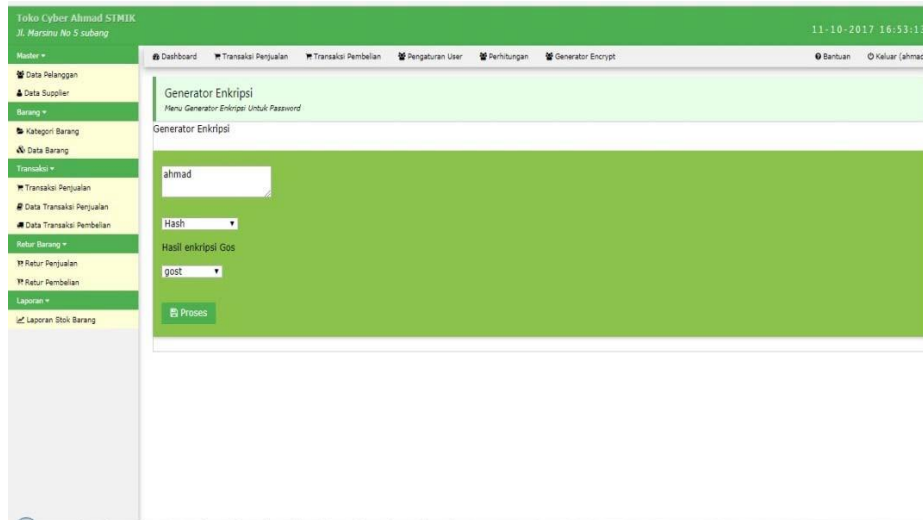 Toko Cyber Ahmad STMIK
Jl. Marsinu No 5 subang
11-10-2017 16:53:13
Master
Dashboard Transaksi Penjualan Transaksi Pembelian Pengaturan User Perhitungan Generator Encrypt Bantuan Keluar (ahmad
Data Pelanggan
Data Supplier
Barang
Kategori Barang
Data Barang
Transaksi
Transaksi Penjualan
Data Transaksi Penjualan
Data Transaksi Pembelian
Retur Barang
Retur Penjualan
Retur Pembelian
Laporan
Laporan Stok Barang
Generator Enkripsi
Menu Generator Enkripsi Untuk Password
Generator Enkripsi
ahmad
Hash
Hasil enkripsi Gos
gost
Proses